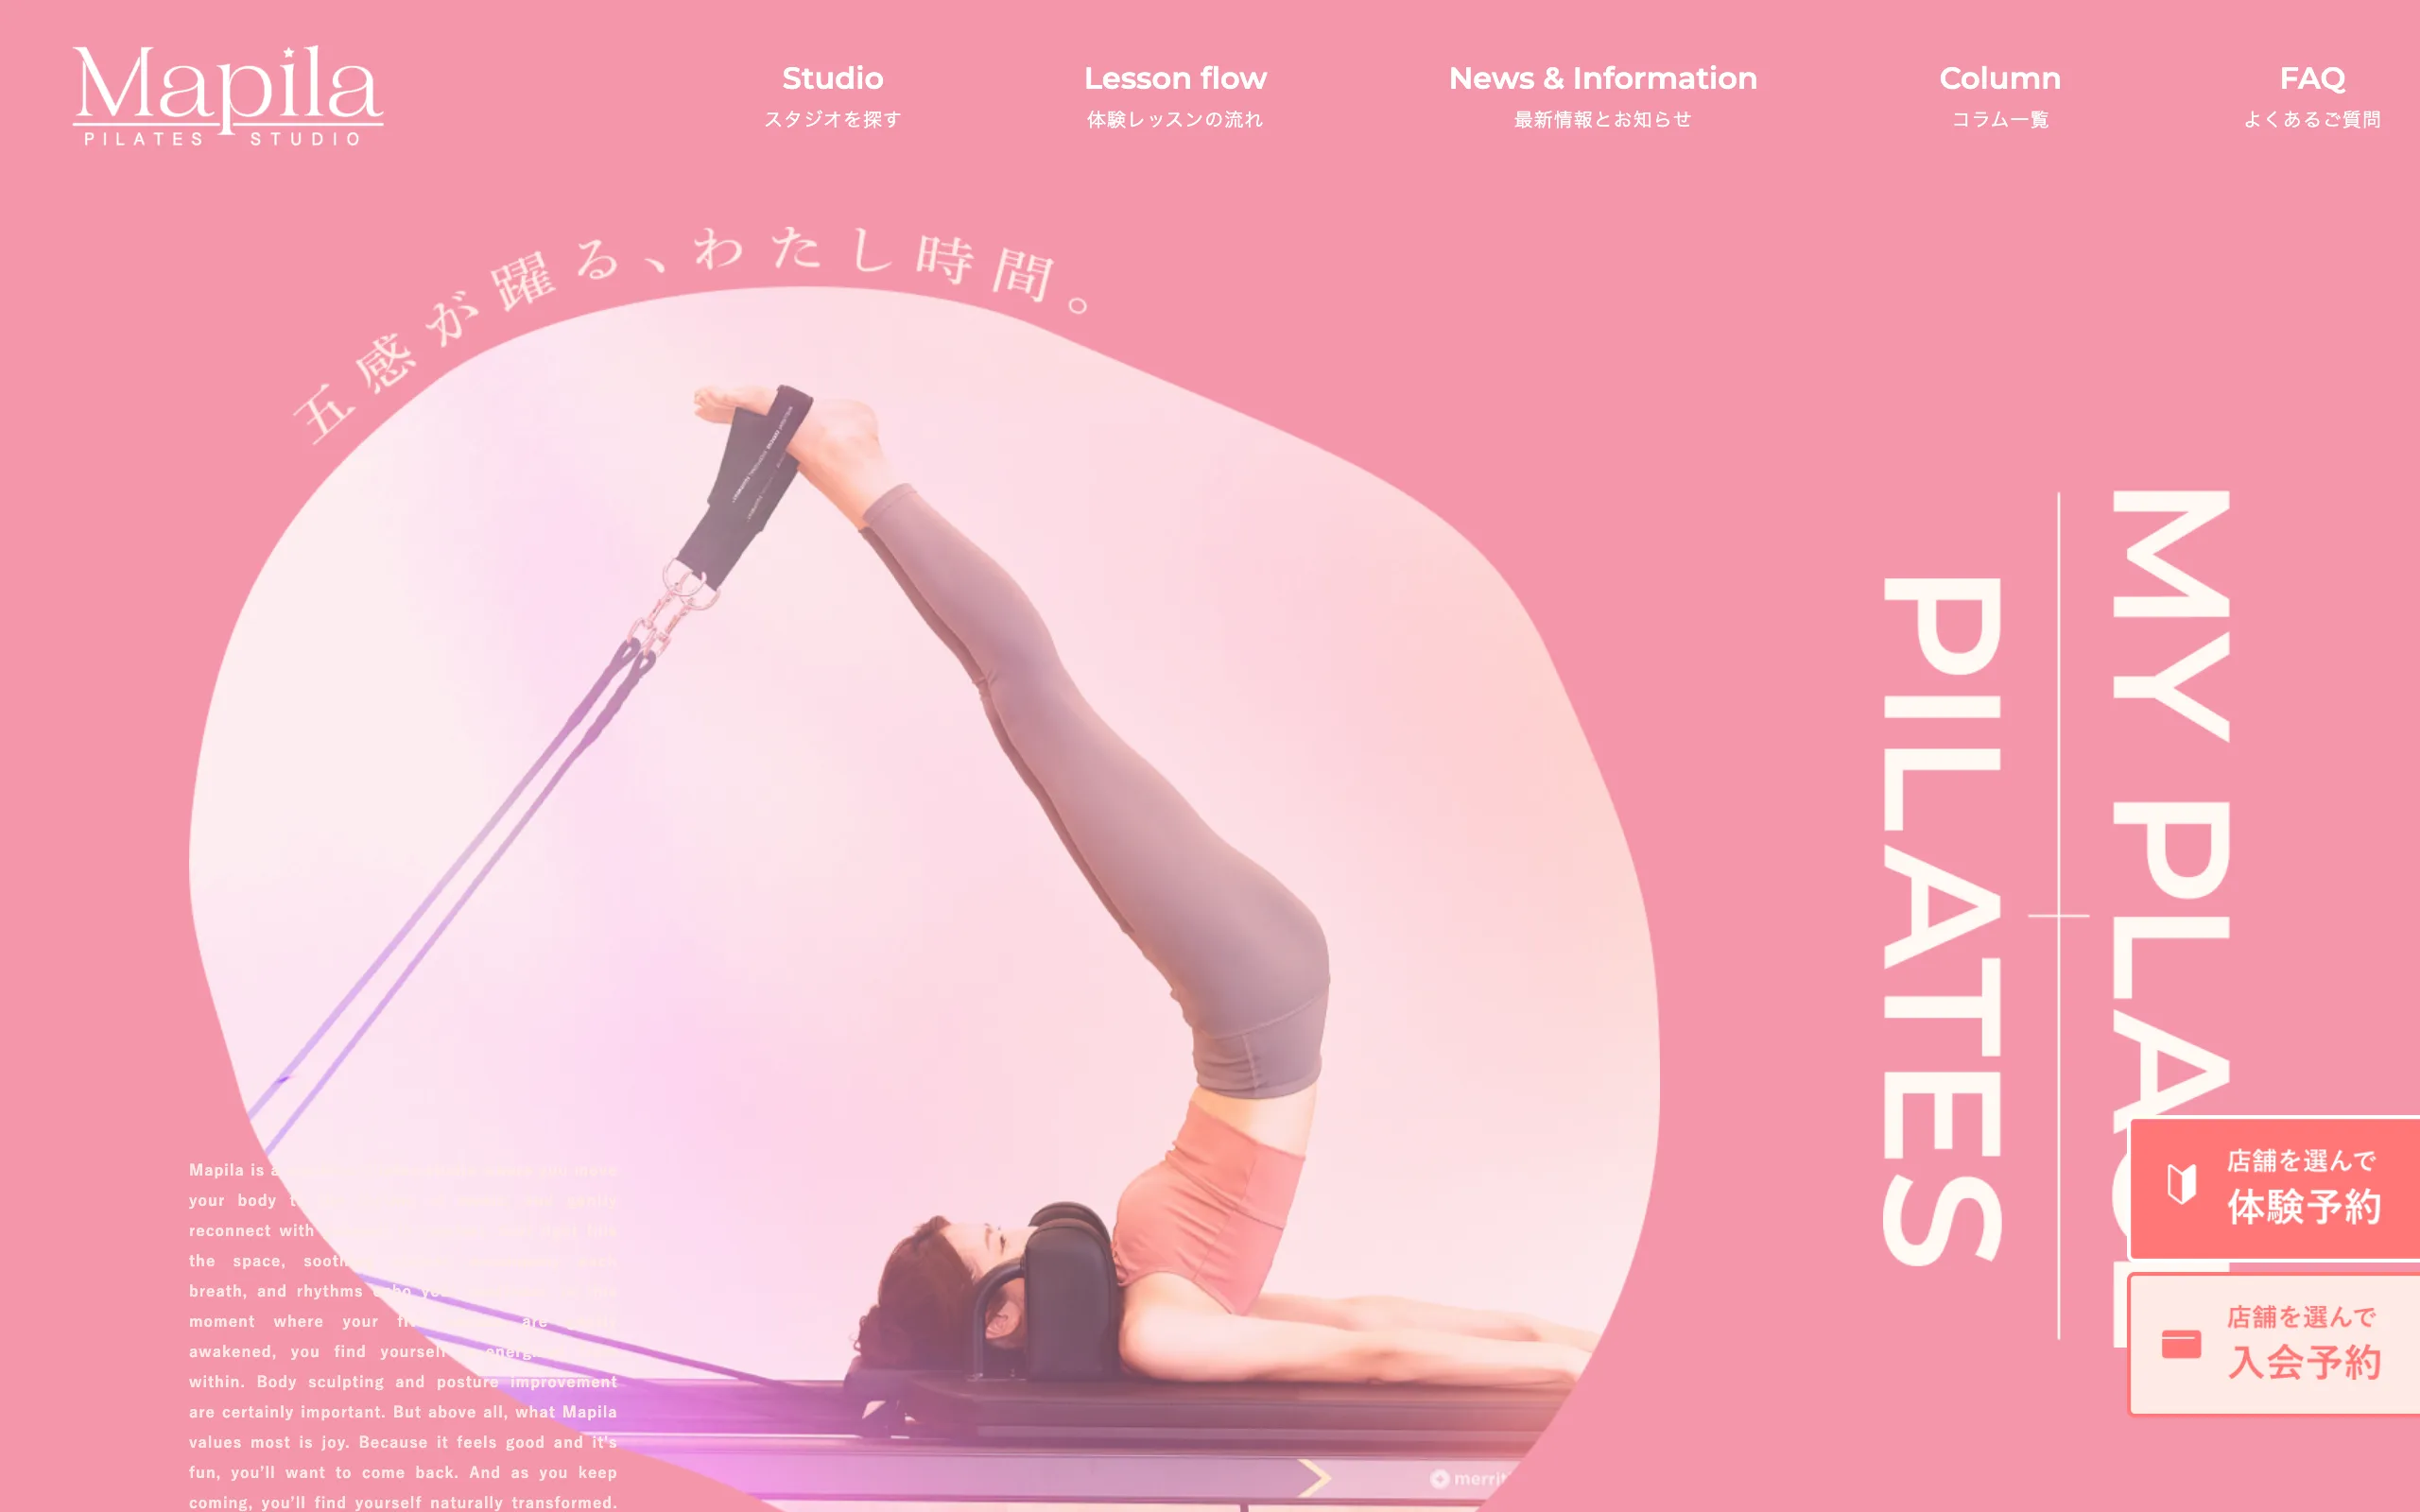 Mapila
PILATES STUDIO
Studio
スタジオを探す
Lesson flow
体験レッスンの流れ
News & Information
最新情報とお知らせ
Column
コラム一覧
FAQ
よくあるご質問
五感が躍る、わたし時間。
MY PLAC
PILATES
店舗を選んで
体験予約
店舗を選んで
入会予約
Mapila is a
your body gently
reconnect with
the space,
breath, and rhythms
moment where your are
awakened, you find yourself
within. Body sculpting and posture improvement
are certainly important. But above all, what Mapila
values most is joy. Because it feels good and it's
fun, you'll want to come back. And as you keep
coming, you'll find yourself naturally transformed.